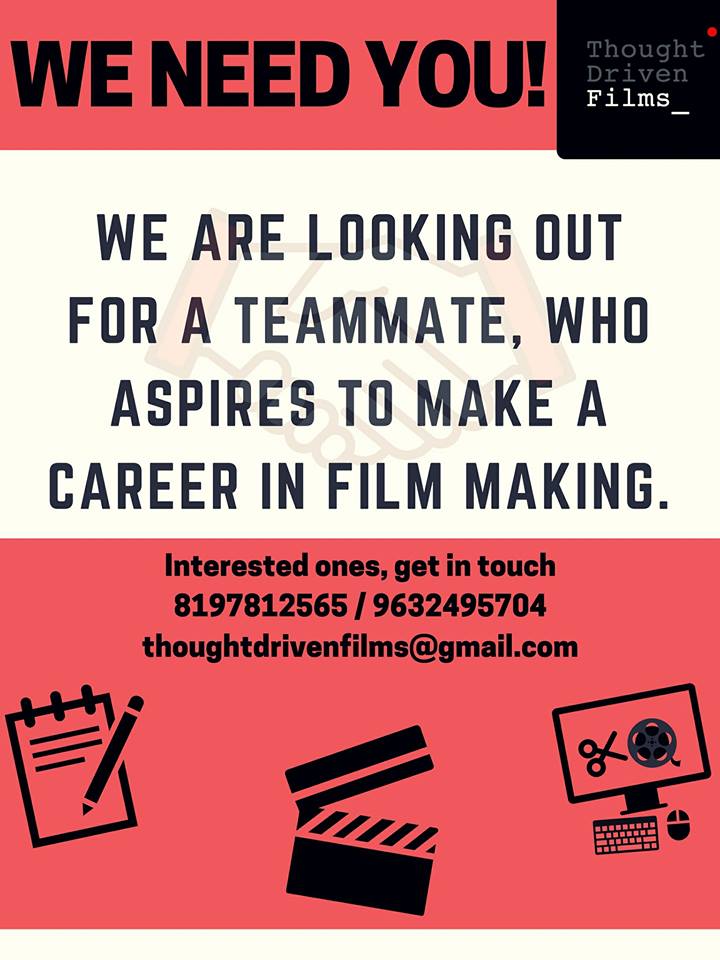 WE NEED YOU!
Thought
Driven
Films_
WE ARE LOOKING OUT
FOR A TEAMMATE, WHO
ASPIRES TO MAKE A
CAREER IN FILM MAKING.
Interested ones, get in touch
8197812565 / 9632495704
thoughtdrivenfilms@gmail.com